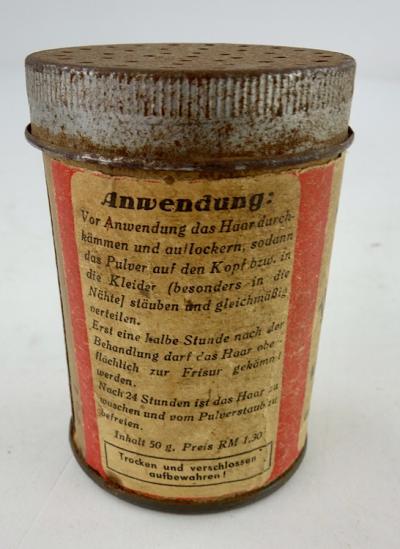 Anwendung:
Vor Anwendung das Haar durch-
kämmen und auflockern, sodann
das Pulver auf den Kopf bzw. in
die Kleider (besonders in die
Nähte] stäuben und gleichmäßig
verteilen.
Erst eine halbe Stunde nach der
Behandlung darf das Haar ober-
flächlich zur Frisur gekämmt
werden.
Nach 24 Stunden ist das Haar zu
waschen und vom Pulverstaub zu
befreien.
Inhalt 50 g. Preis RM 1,30
Trocken und verschlossen
aufbewahren!